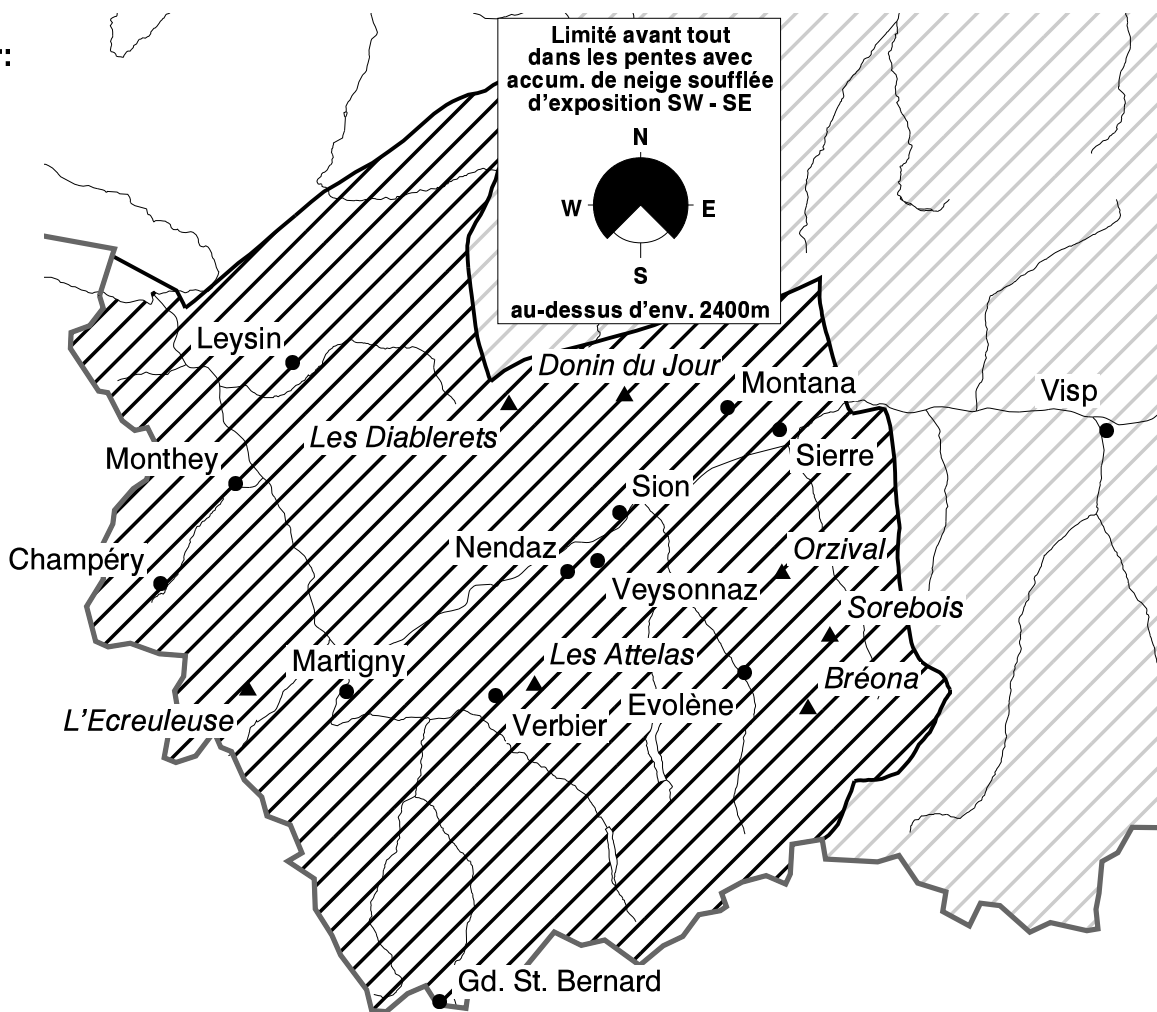 Limité avant tout
dans les pentes avec
accum. de neige soufflée
d'exposition SW - SE
N
W
E
S
au-dessus d'env. 2400m
Leysin
Donin du Jour
Montana
Visp
Les Diablerets
Sierre
Monthey
Sion
Nendaz
Orzival
Champéry
Veysonnaz
Sorebois
Martigny
Les Attelas
Bréona
L'Ecreuleuse
Verbier
Evolène
Gd. St. Bernard